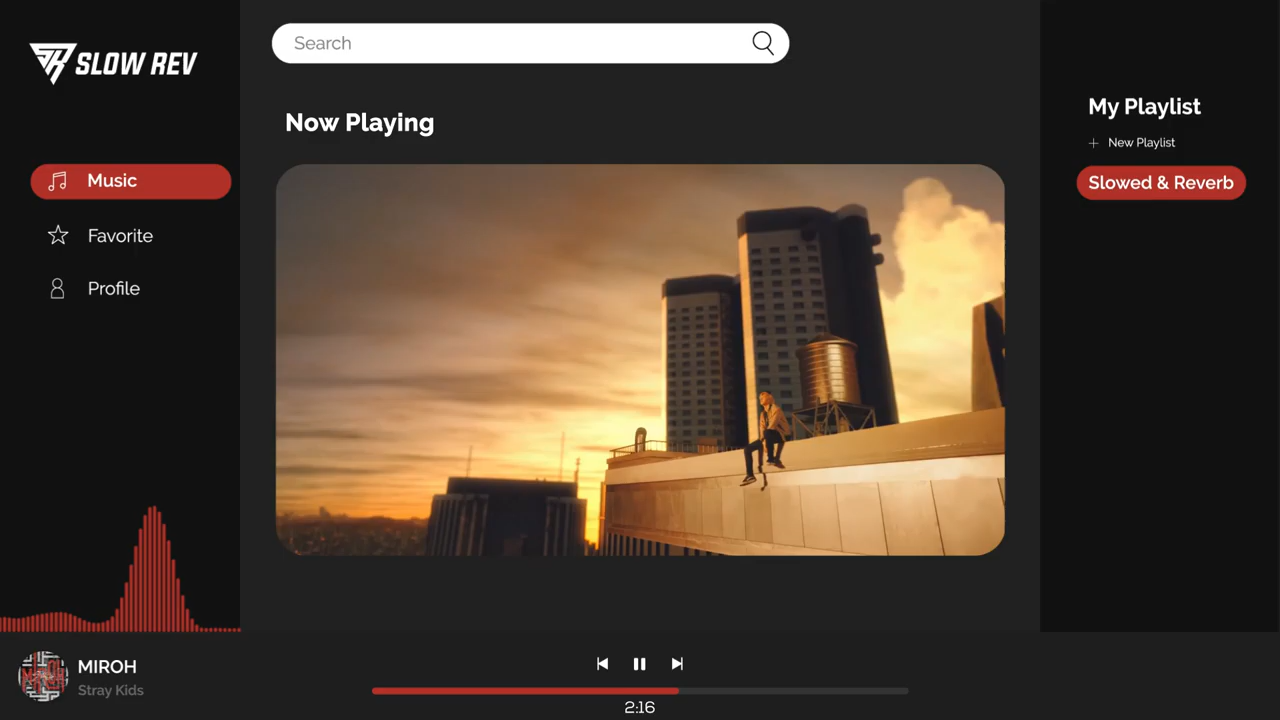 SLOW REV
Search
Now Playing
Music
Favorite
Profile
My Playlist
+ New Playlist
Slowed & Reverb
MIROH
Stray Kids
2:16